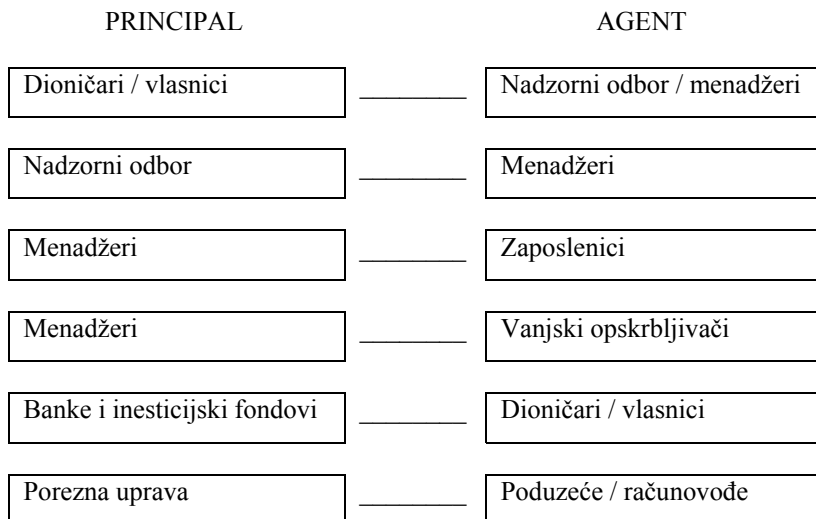 PRINCIPAL AGENT
Dioničari / vlasnici ________ Nadzorni odbor / menadžeri
Nadzorni odbor ________ Menadžeri
Menadžeri ________ Zaposlenici
Menadžeri ________ Vanjski opskrbljivači
Banke i inesticijski fondovi ________ Dioničari / vlasnici
Porezna uprava ________ Poduzeće / računovođe